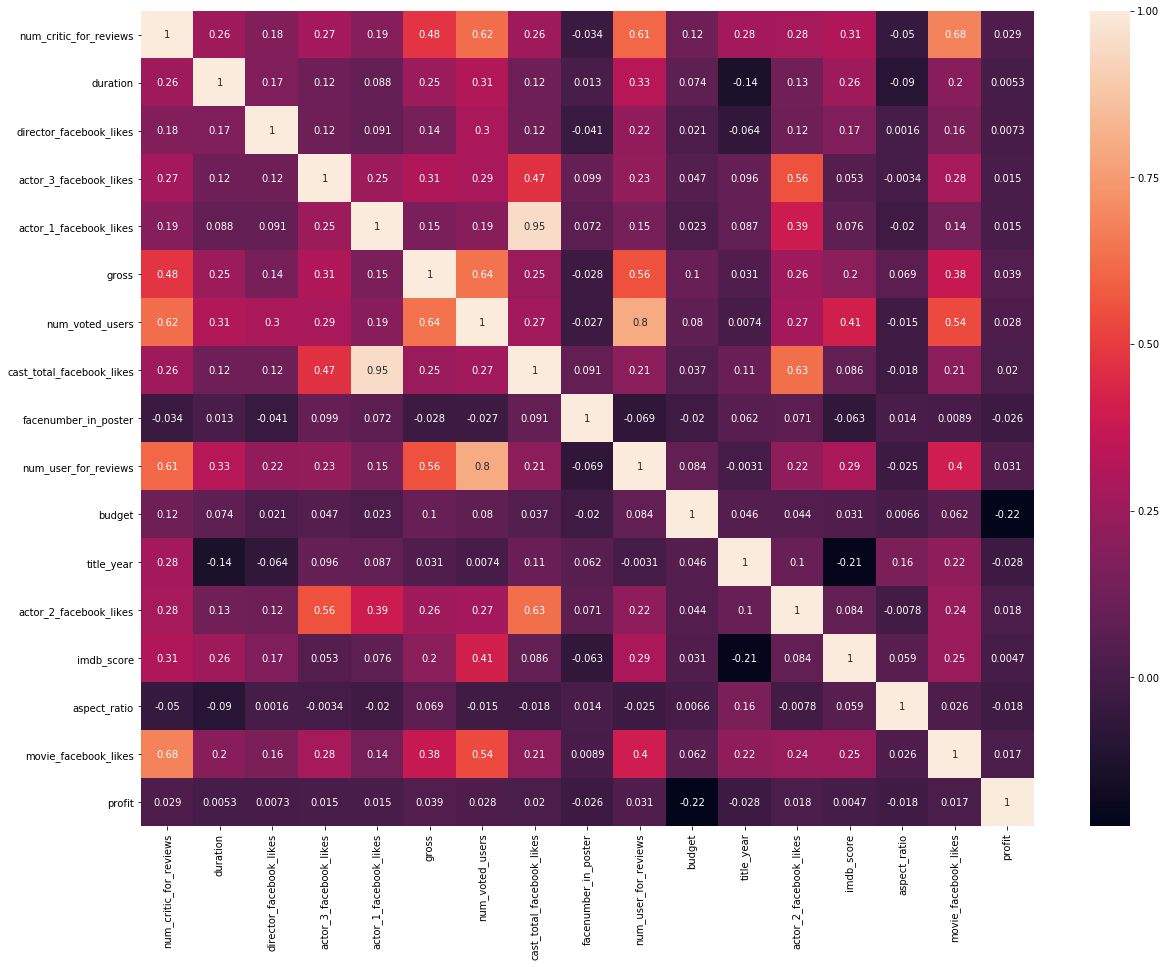 num_critic_for_reviews 1 0.26 0.18 0.27 0.19 0.48 0.62 0.26 -0.034 0.61 0.12 0.28 0.28 0.31 -0.05 0.68 0.029
duration 0.26 1 0.17 0.12 0.088 0.25 0.31 0.12 0.013 0.33 0.074 -0.14 0.13 0.26 -0.09 0.2 0.0053
director_facebook_likes 0.18 0.17 1 0.12 0.091 0.14 0.3 0.12 -0.041 0.22 0.021 -0.064 0.12 0.17 0.0016 0.16 0.0073
actor_3_facebook_likes 0.27 0.12 0.12 1 0.25 0.31 0.29 0.47 0.099 0.23 0.047 0.096 0.56 0.053 -0.0034 0.28 0.015
actor_1_facebook_likes 0.19 0.088 0.091 0.25 1 0.15 0.19 0.95 0.072 0.15 0.023 0.087 0.39 0.076 -0.02 0.14 0.015
gross 0.48 0.25 0.14 0.31 0.15 1 0.64 0.25 -0.028 0.56 0.1 0.031 0.26 0.2 0.069 0.38 0.039
num_voted_users 0.62 0.31 0.3 0.29 0.19 0.64 1 0.27 -0.027 0.8 0.08 0.0074 0.27 0.41 -0.015 0.54 0.028
cast_total_facebook_likes 0.26 0.12 0.12 0.47 0.95 0.25 0.27 1 0.091 0.21 0.037 0.11 0.63 0.086 -0.018 0.21 0.02
facenumber_in_poster -0.034 0.013 -0.041 0.099 0.072 -0.028 -0.027 0.091 1 -0.069 -0.02 0.062 0.071 -0.063 0.014 0.0089 -0.026
num_user_for_reviews 0.61 0.33 0.22 0.23 0.15 0.56 0.8 0.21 -0.069 1 0.084 -0.0031 0.22 0.29 -0.025 0.4 0.031
budget 0.12 0.074 0.021 0.047 0.023 0.1 0.08 0.037 -0.02 0.084 1 0.046 0.044 0.031 0.0066 0.062 -0.22
title_year 0.28 -0.14 -0.064 0.096 0.087 0.031 0.0074 0.11 0.062 -0.0031 0.046 1 0.1 -0.21 0.16 0.22 -0.028
actor_2_facebook_likes 0.28 0.13 0.12 0.56 0.39 0.26 0.27 0.63 0.071 0.22 0.044 0.1 1 0.084 -0.0078 0.24 0.018
imdb_score 0.31 0.26 0.17 0.053 0.076 0.2 0.41 0.086 -0.063 0.29 0.031 -0.21 0.084 1 0.059 0.25 0.0047
aspect_ratio -0.05 -0.09 0.0016 -0.0034 -0.02 0.069 -0.015 -0.018 0.014 -0.025 0.0066 0.16 -0.0078 0.059 1 0.026 -0.018
movie_facebook_likes 0.68 0.2 0.16 0.28 0.14 0.38 0.54 0.21 0.0089 0.4 0.062 0.22 0.24 0.25 0.026 1 0.017
profit 0.029 0.0053 0.0073 0.015 0.015 0.039 0.028 0.02 -0.026 0.031 -0.22 -0.028 0.018 0.0047 -0.018 0.017 1
num_critic_for_reviews
duration
director_facebook_likes
actor_3_facebook_likes
actor_1_facebook_likes
gross
num_voted_users
cast_total_facebook_likes
facenumber_in_poster
num_user_for_reviews
budget
title_year
actor_2_facebook_likes
imdb_score
aspect_ratio
movie_facebook_likes
profit
1.00
0.75
0.50
0.25
0.00